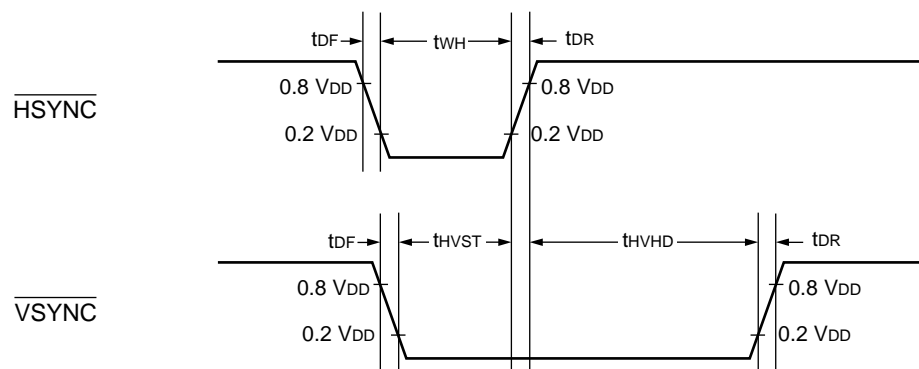 tDF tWH tDR
HSYNC
0.8 VDD 0.8 VDD
0.2 VDD 0.2 VDD
tDF tHVST tHVHD tDR
VSYNC
0.8 VDD 0.8 VDD
0.2 VDD 0.2 VDD